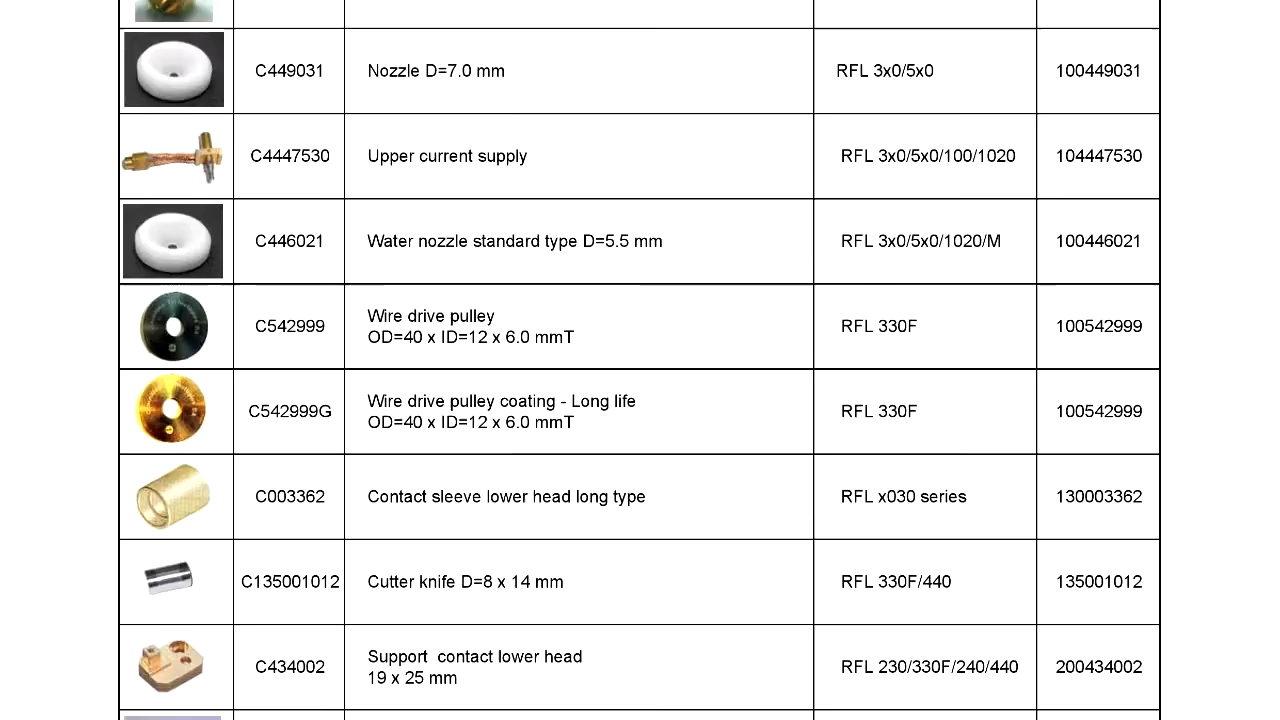 C449031 Nozzle D=7.0 mm RFL 3x0/5x0 100449031
C4447530 Upper current supply RFL 3x0/5x0/100/1020 104447530
C446021 Water nozzle standard type D=5.5 mm RFL 3x0/5x0/1020/M 100446021
C542999 Wire drive pulley RFL 330F 100542999
OD=40 x ID=12 x 6.0 mmT
C542999G Wire drive pulley coating - Long life RFL 330F 100542999
OD=40 x ID=12 x 6.0 mmT
C003362 Contact sleeve lower head long type RFL x030 series 130003362
C135001012 Cutter knife D=8 x 14 mm RFL 330F/440 135001012
C434002 Support  contact lower head RFL 230/330F/240/440 200434002
19 x 25 mm